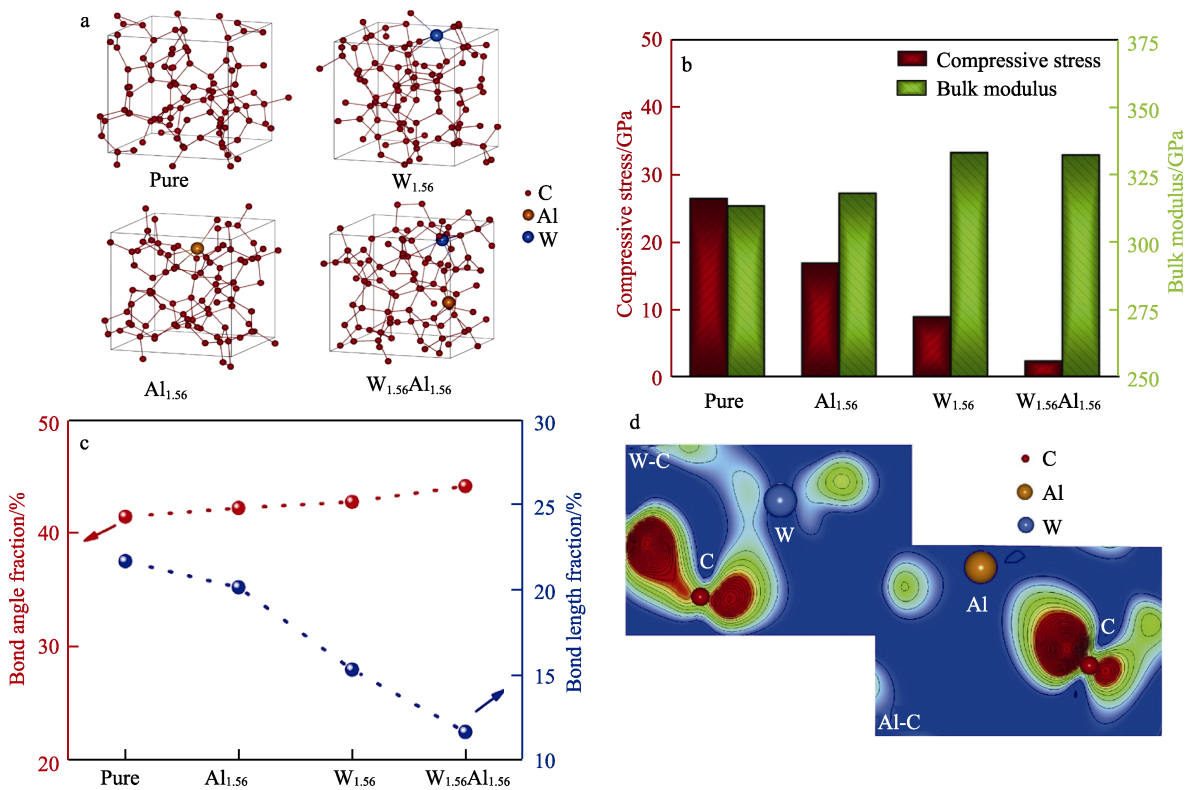 a
Pure
W1.56
C
Al
W
Al1.56
W1.56Al1.56
b
Compressive stress
Bulk modulus
50
40
30
20
10
0
Compressive stress/GPa
375
350
325
300
275
250
Bulk modulus/GPa
Pure
Al1.56
W1.56
W1.56Al1.56
c
50
40
30
20
Bond angle fraction/%
30
25
20
15
10
Bond length fraction/%
Pure
Al1.56
W1.56
W1.56Al1.56
d
W-C
W
C
C
Al
W
Al
C
Al-C